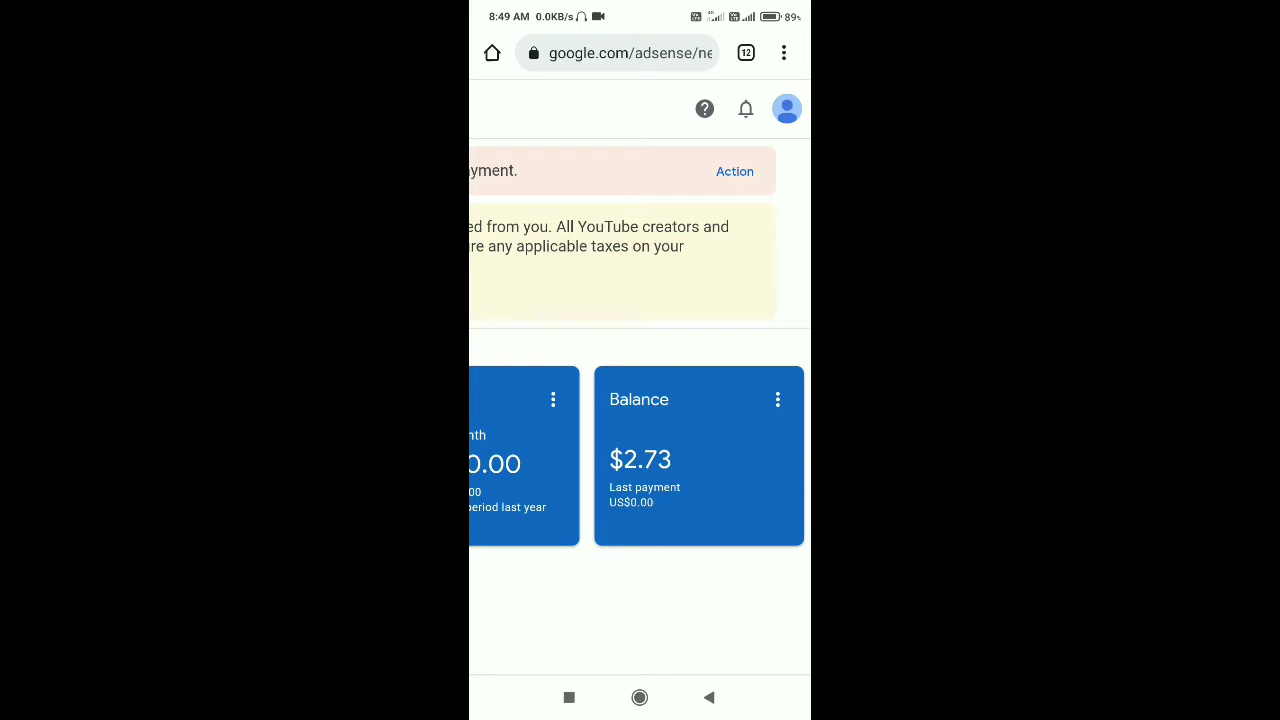 8:49 AM 0.0KB/s 89%
google.com/adsense/ne
12
yment.
Action
ed from you. All YouTube creators and
re any applicable taxes on your
Balance
nth
0.00
$2.73
00
Last payment
period last year
US$0.00